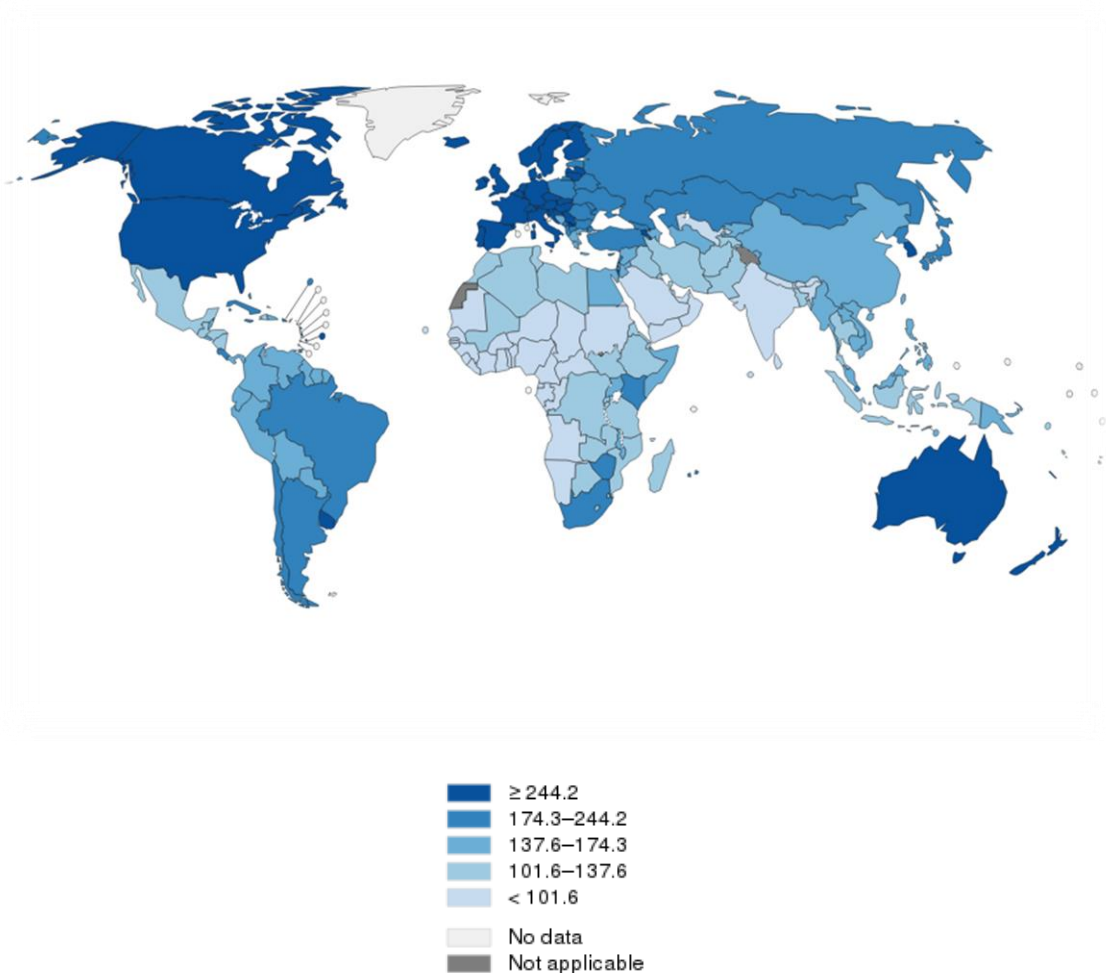 ≥ 244.2
174.3–244.2
137.6–174.3
101.6–137.6
< 101.6
No data
Not applicable